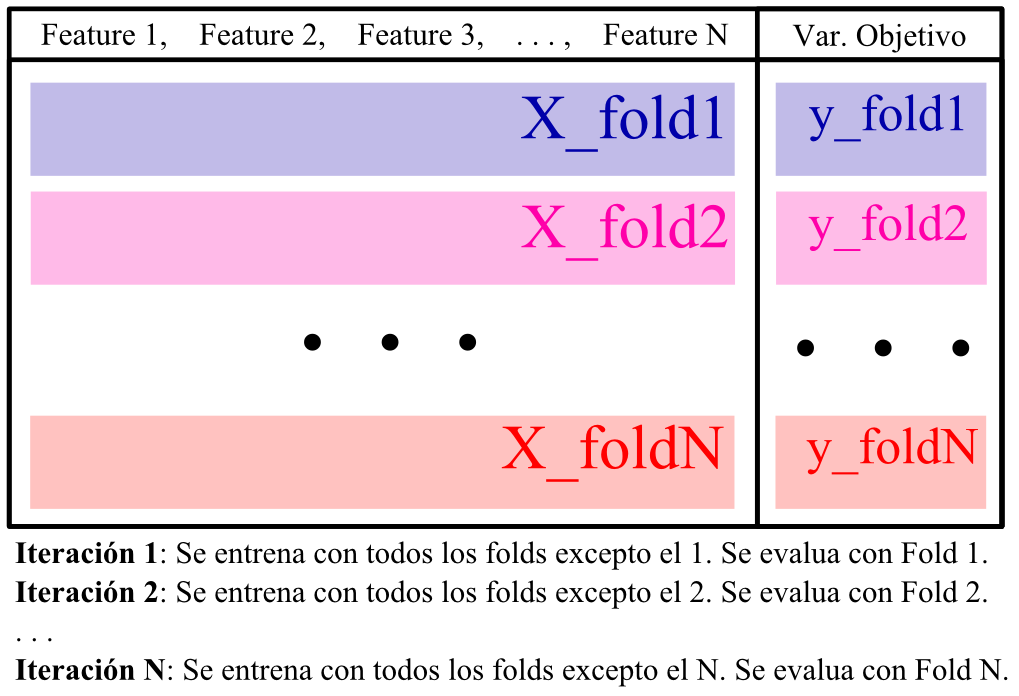 Feature 1, Feature 2, Feature 3, . . . , Feature N Var. Objetivo
X_fold1 y_fold1
X_fold2 y_fold2
X_foldN y_foldN
Iteración 1: Se entrena con todos los folds excepto el 1. Se evalua con Fold 1.
Iteración 2: Se entrena con todos los folds excepto el 2. Se evalua con Fold 2.
. . .
Iteración N: Se entrena con todos los folds excepto el N. Se evalua con Fold N.